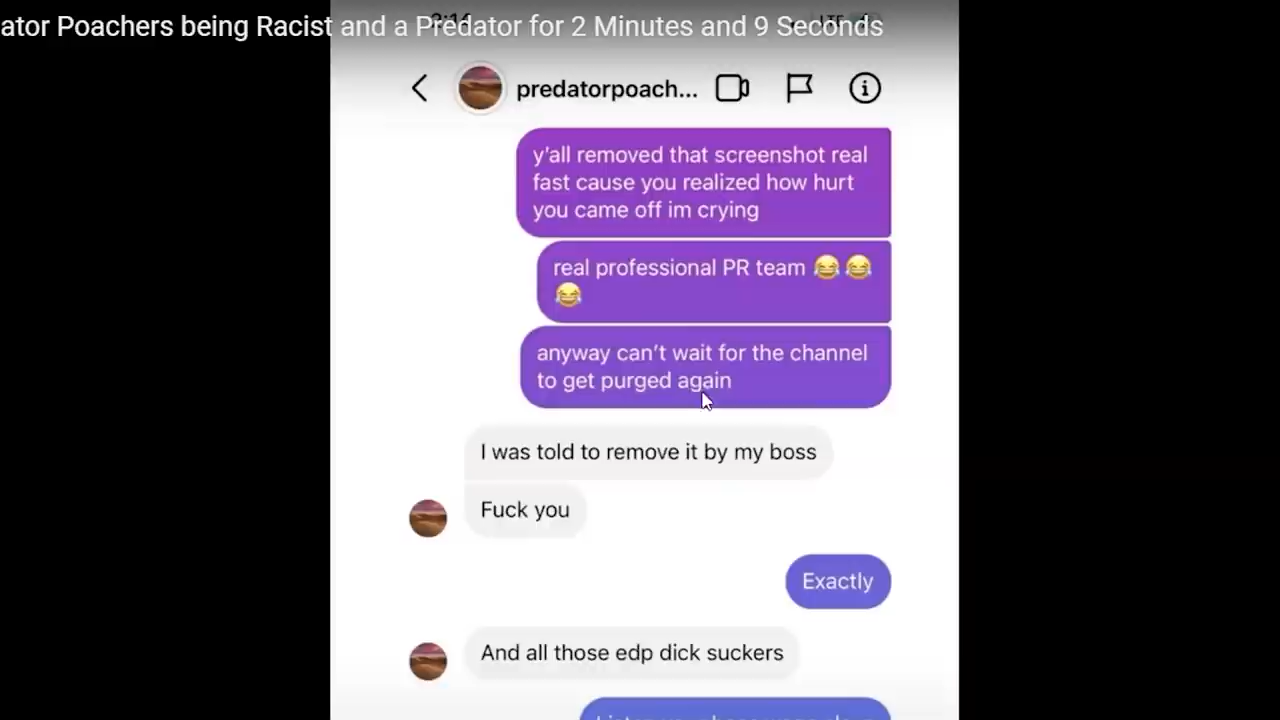 ator Poachers being Racist and a Predator for 2 Minutes and 9 Seconds
predatorpoach...
y'all removed that screenshot real
fast cause you realized how hurt
you came off im crying
real professional PR team 😂 😂
😂
anyway can't wait for the channel
to get purged again
I was told to remove it by my boss
Fuck you
Exactly
And all those edp dick suckers